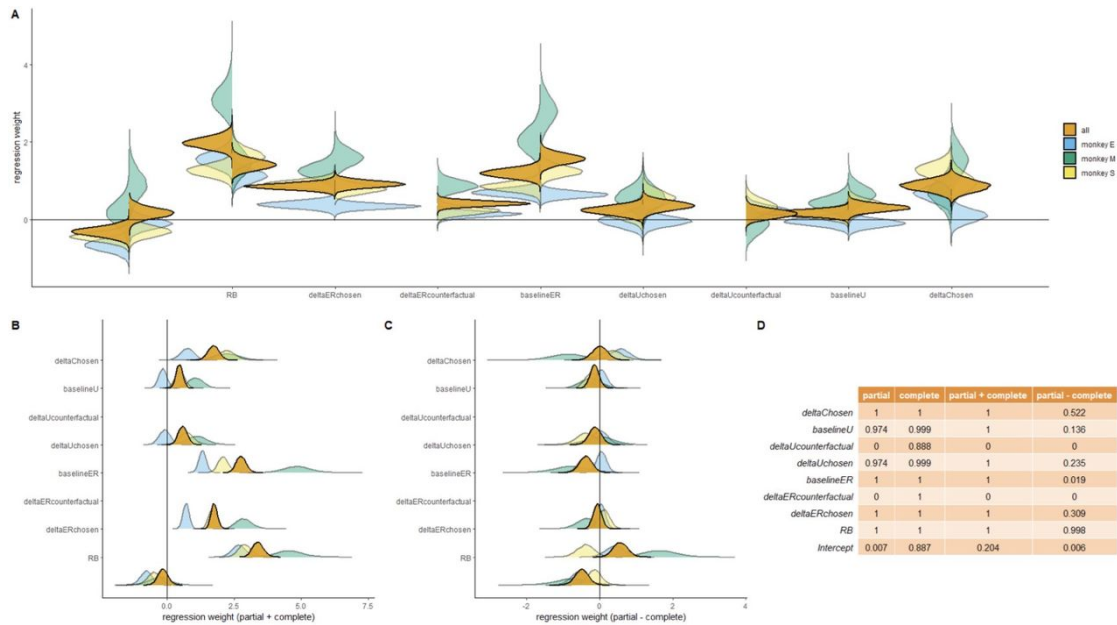 A
4
2
0
regression weight
all
monkey E
monkey M
monkey S
RB
deltaERchosen
deltaERcounterfactual
baselineER
deltaUchosen
deltaUcounterfactual
baselineU
deltaChosen
B
deltaChosen
baselineU
deltaUcounterfactual
deltaUchosen
baselineER
deltaERcounterfactual
deltaERchosen
RB
0.0 2.5 5.0 7.5
regression weight (partial + complete)
C
deltaChosen
baselineU
deltaUcounterfactual
deltaUchosen
baselineER
deltaERcounterfactual
deltaERchosen
RB
-2 0 2 4
regression weight (partial - complete)
D
partial complete partial + complete partial - complete
deltaChosen 1 1 1 0.522
baselineU 0.974 0.999 1 0.136
deltaUcounterfactual 0 0.888 0 0
deltaUchosen 0.974 0.999 1 0.235
baselineER 1 1 1 0.019
deltaERcounterfactual 0 1 0 0
deltaERchosen 1 1 1 0.309
RB 1 1 1 0.998
Intercept 0.007 0.887 0.204 0.006